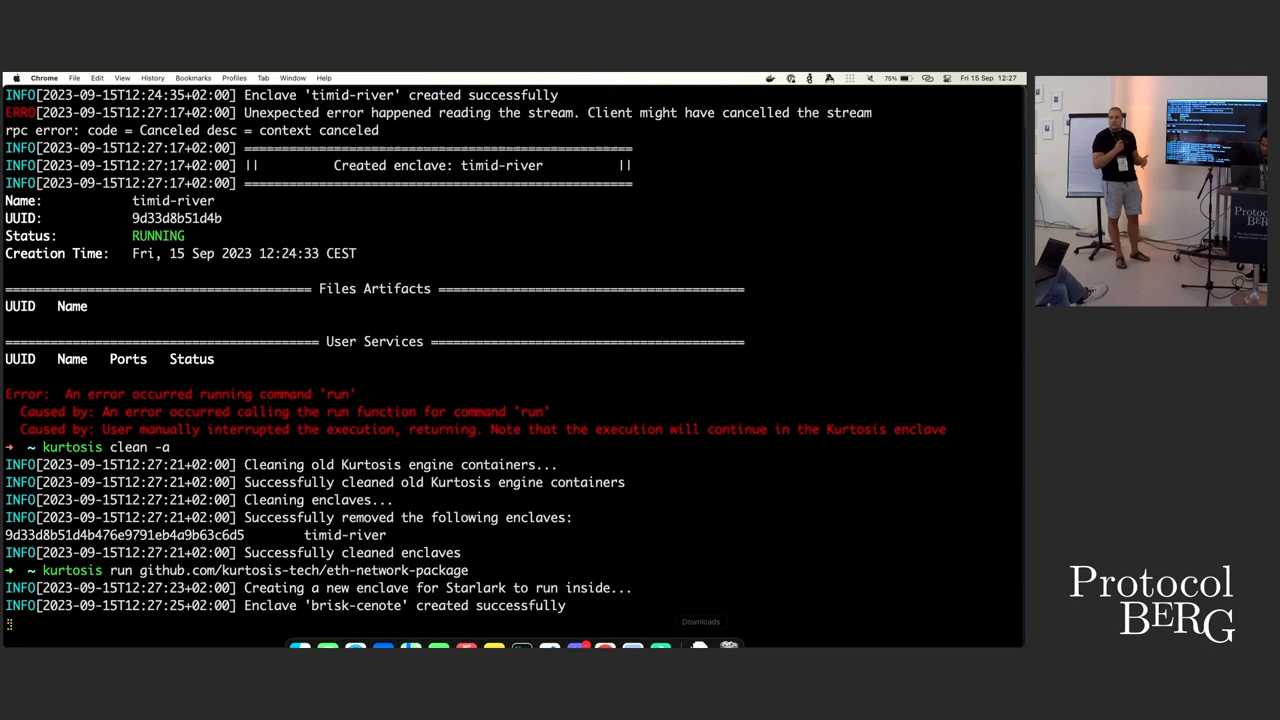 Chrome File Edit View History Bookmarks Profiles Tab Window Help 75% Fri 15 Sep 12:27
INFO[2023-09-15T12:24:35+02:00] Enclave 'timid-river' created successfully
ERRO[2023-09-15T12:27:17+02:00] Unexpected error happened reading the stream. Client might have cancelled the stream
rpc error: code = Canceled desc = context canceled
INFO[2023-09-15T12:27:17+02:00] =====================================================
INFO[2023-09-15T12:27:17+02:00] || Created enclave: timid-river ||
INFO[2023-09-15T12:27:17+02:00] =====================================================
Name: timid-river
UUID: 9d33d8b51d4b
Status: RUNNING
Creation Time: Fri, 15 Sep 2023 12:24:33 CEST
========================================= Files Artifacts ==========================================
UUID Name
========================================== User Services ==========================================
UUID Name Ports Status
Error: An error occurred running command 'run'
Caused by: An error occurred calling the run function for command 'run'
Caused by: User manually interrupted the execution, returning. Note that the execution will continue in the Kurtosis enclave
➜ ~ kurtosis clean -a
INFO[2023-09-15T12:27:21+02:00] Cleaning old Kurtosis engine containers...
INFO[2023-09-15T12:27:21+02:00] Successfully cleaned old Kurtosis engine containers
INFO[2023-09-15T12:27:21+02:00] Cleaning enclaves...
INFO[2023-09-15T12:27:21+02:00] Successfully removed the following enclaves:
9d33d8b51d4b476e9791eb4a9b63c6d5 timid-river
INFO[2023-09-15T12:27:21+02:00] Successfully cleaned enclaves
➜ ~ kurtosis run github.com/kurtosis-tech/eth-network-package
INFO[2023-09-15T12:27:23+02:00] Creating a new enclave for Starlark to run inside...
INFO[2023-09-15T12:27:25+02:00] Enclave 'brisk-cenote' created successfully
Downloads
Protocol
BERG